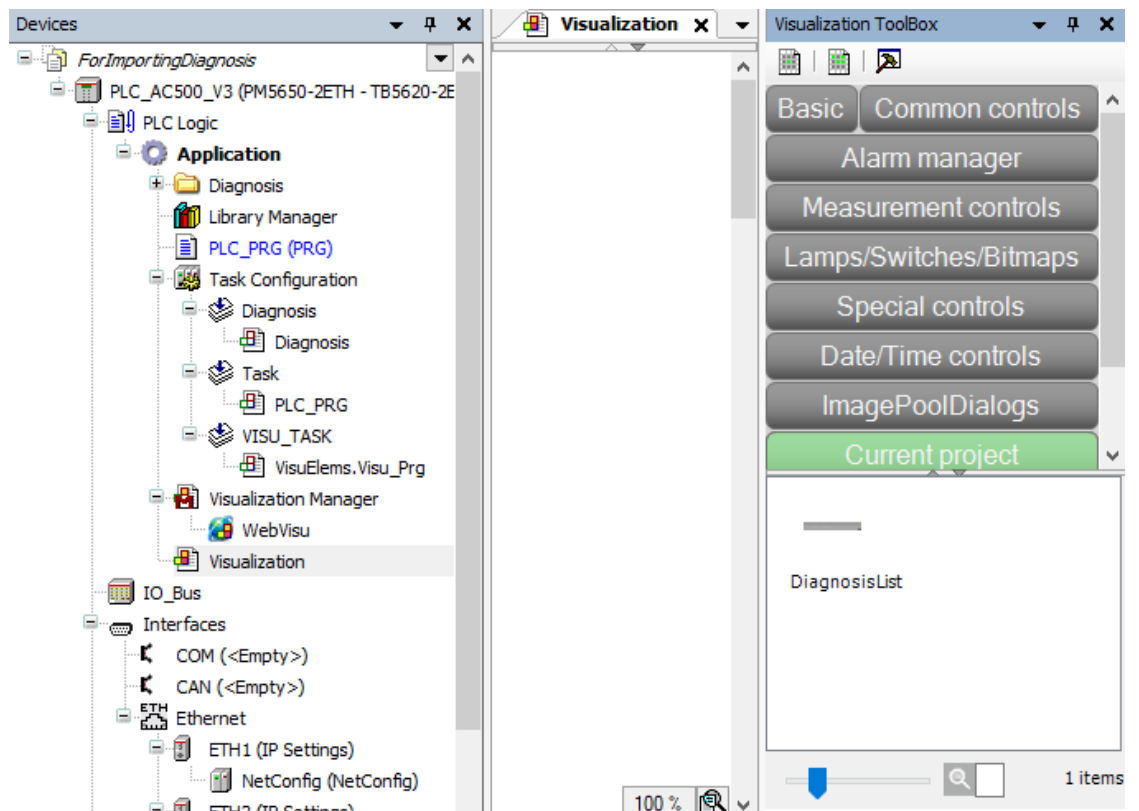 Devices
ForImportingDiagnosis
PLC_AC500_V3 (PM5650-2ETH - TB5620-2E
PLC Logic
Application
Diagnosis
Library Manager
PLC_PRG (PRG)
Task Configuration
Diagnosis
Diagnosis
Task
PLC_PRG
VISU_TASK
VisuElems.Visu_Prg
Visualization Manager
WebVisu
Visualization
IO_Bus
Interfaces
COM (<Empty>)
CAN (<Empty>)
ETH
Ethernet
ETH1 (IP Settings)
NetConfig (NetConfig)
ETH2 (IP Settings)
Visualization
100 %
Visualization ToolBox
Basic
Common controls
Alarm manager
Measurement controls
Lamps/Switches/Bitmaps
Special controls
Date/Time controls
ImagePoolDialogs
Current project
DiagnosisList
1 items